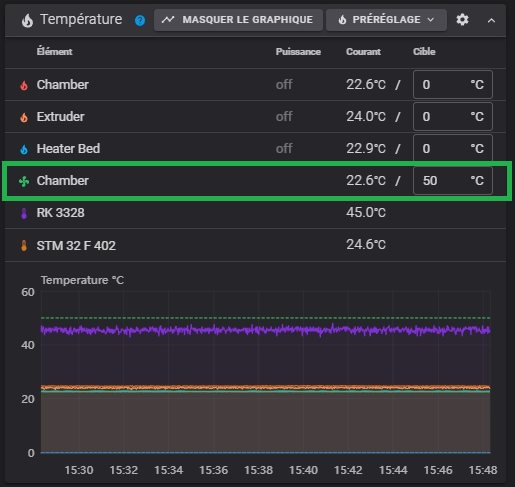 Température ? MASQUER LE GRAPHIQUE PRÉRÉGLAGE
Élément Puissance Courant Cible
Chamber off 22.6°C / 0 °C
Extruder off 24.0°C / 0 °C
Heater Bed off 22.9°C / 0 °C
Chamber 22.6°C / 50 °C
RK 3328 45.0°C
STM 32 F 402 24.6°C
Temperature °C
60
40
20
0
15:30 15:32 15:34 15:36 15:38 15:40 15:42 15:44 15:46 15:48